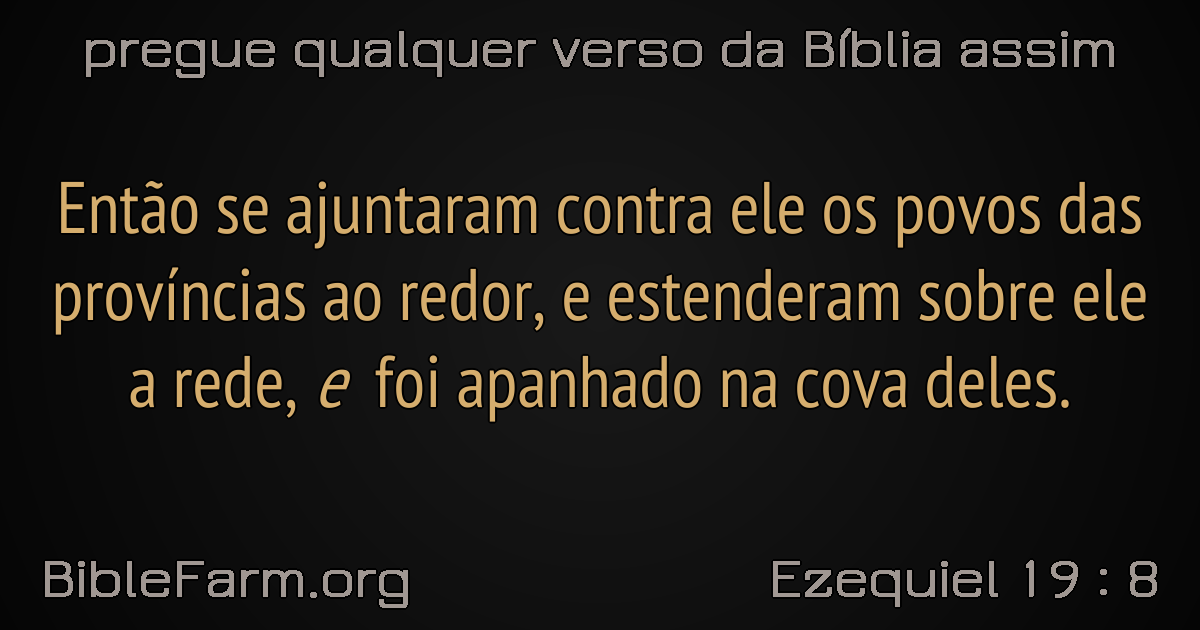 pregue qualquer verso da Bíblia assim
Então se ajuntaram contra ele os povos das
províncias ao redor, e estenderam sobre ele
a rede, e foi apanhado na cova deles.
BibleFarm.org
Ezequiel 19 : 8